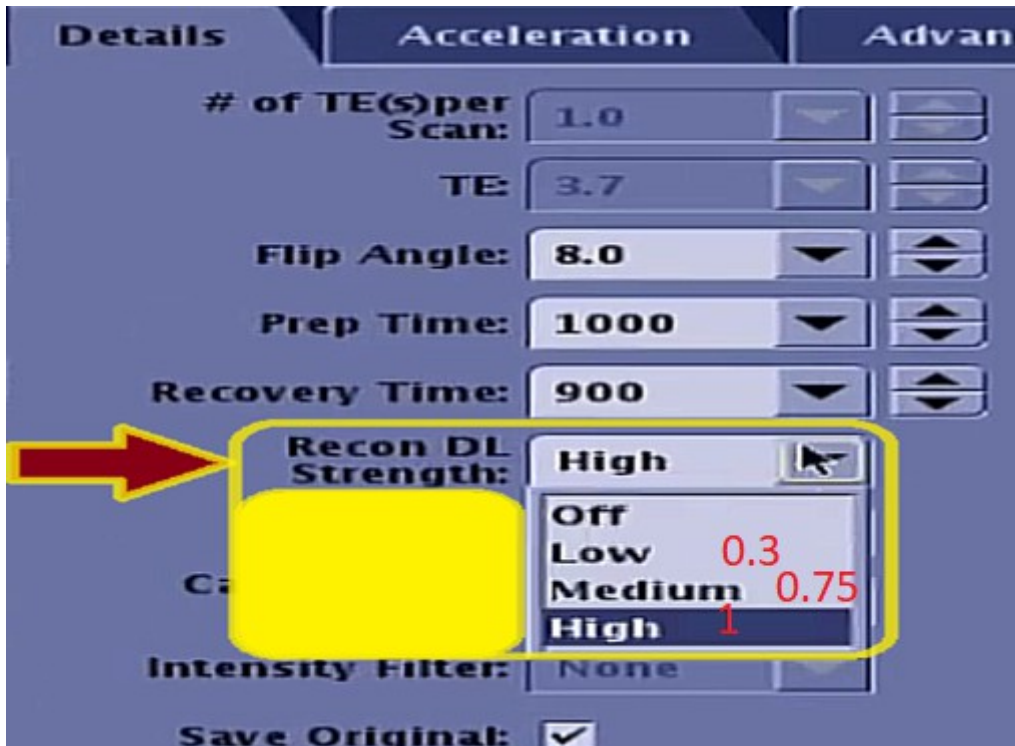 Details Acceleration Advan
# of TE(s)per
Scan: 1.0
TE: 3.7
Flip Angle: 8.0
Prep Time: 1000
Recovery Time: 900
Recon DL
Strength: High
Off
Low 0.3
Medium 0.75
High 1
Intensity Filter: None
Save Original: